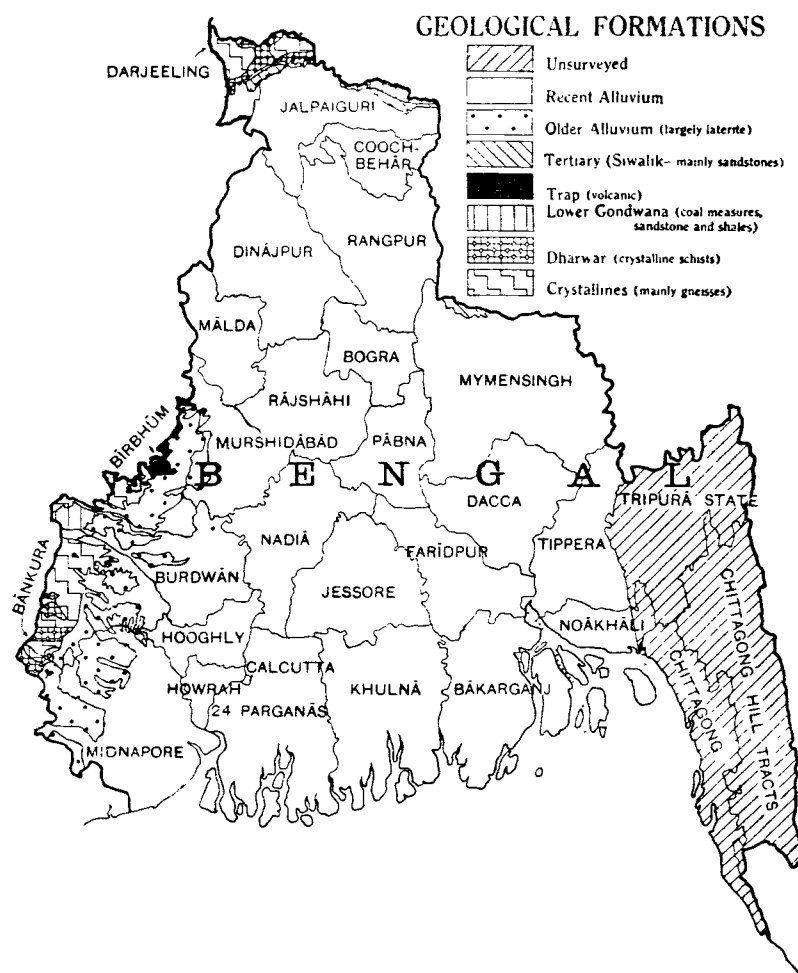 GEOLOGICAL FORMATIONS
Unsurveyed
Recent Alluvium
Older Alluvium (largely laterite)
Tertiary (Siwalik- mainly sandstones)
Trap (volcanic)
Lower Gondwana (coal measures,
sandstone and shales)
Dharwar (crystalline schists)
Crystallines (mainly gneisses)
DARJEELING
JALPAIGURI
COOCH-
BEHĀR
DINĀJPUR
RANGPUR
MĀLDA
BOGRA
MYMENSINGH
RĀJSHĀHI
BĪRBHŪM
MURSHIDĀBĀD
PĀBNA
BENGAL
DACCA
TRIPURĀ STATE
NADIĀ
FARĪDPUR
TIPPERA
BĀNKURA
BURDWĀN
JESSORE
CHITTAGONG HILL TRACTS
HOOGHLY
NOĀKHĀLI
CALCUTTA
CHITTAGONG
HOWRAH
24 PARGANĀS
KHULNĀ
BĀKARGANJ
MIDNAPORE